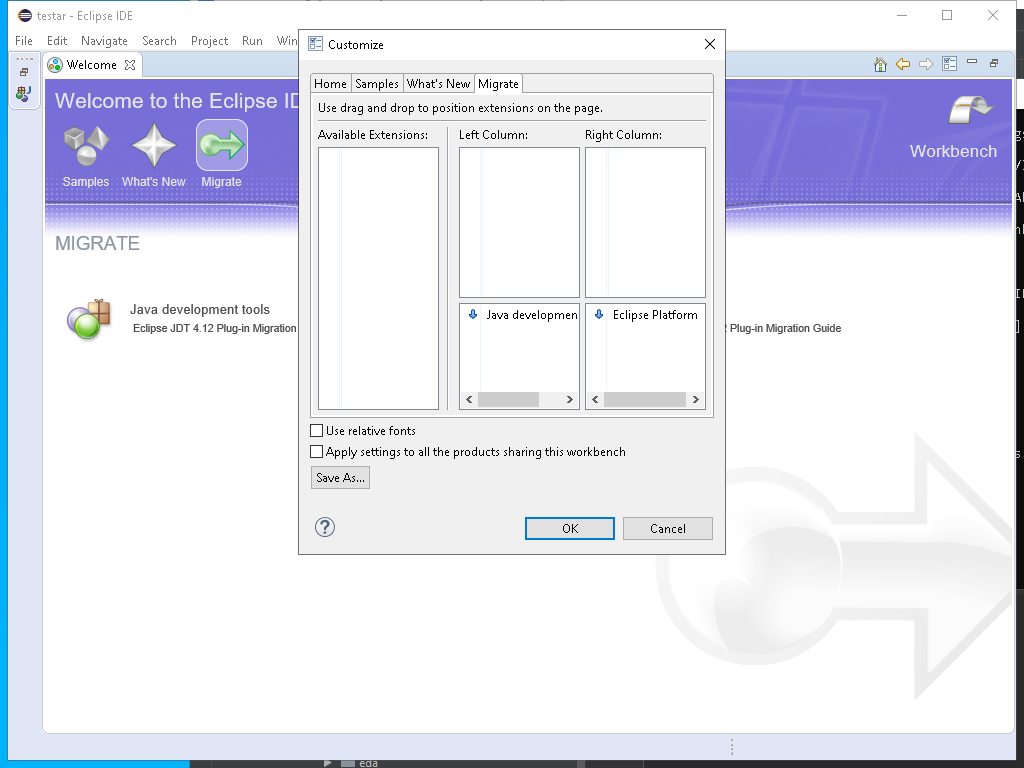 testar - Eclipse IDE
File Edit Navigate Search Project Run Win
Welcome
Welcome to the Eclipse ID
Samples What's New Migrate
Workbench
MIGRATE
Java development tools
Eclipse JDT 4.12 Plug-in Migration
Plug-in Migration Guide
Customize
Home Samples What's New Migrate
Use drag and drop to position extensions on the page.
Available Extensions: Left Column: Right Column:
Java developmen Eclipse Platform
Use relative fonts
Apply settings to all the products sharing this workbench
Save As...
? OK Cancel
eda